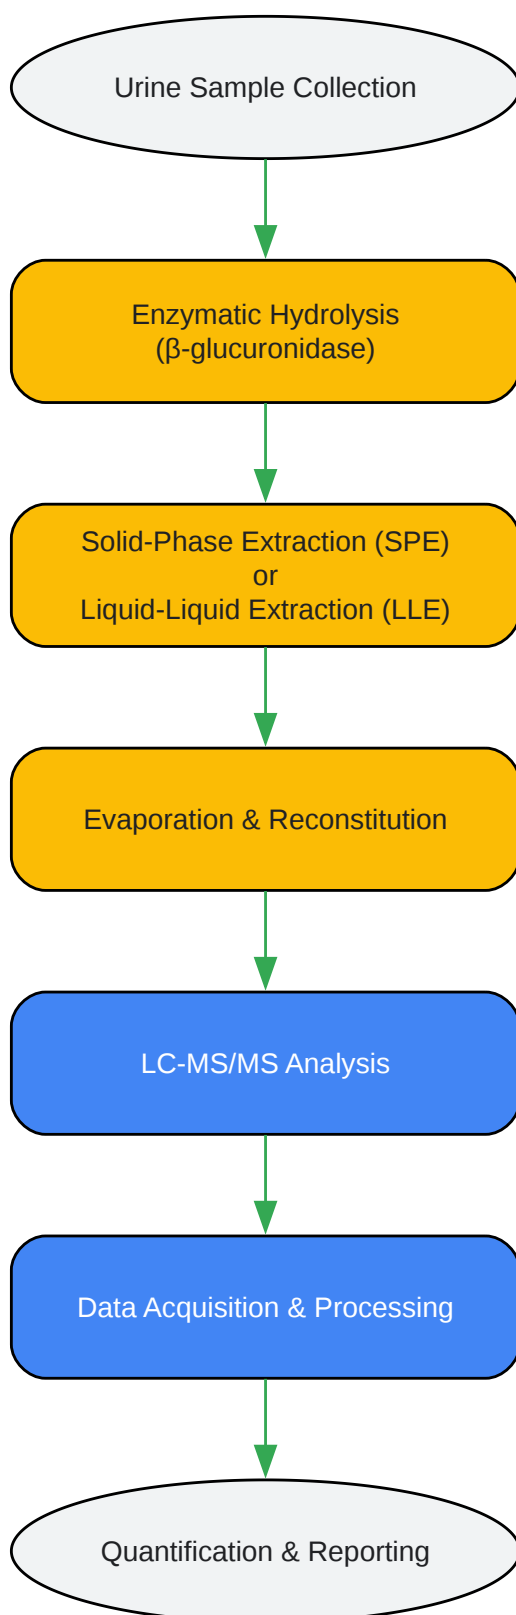 Urine Sample Collection
Enzymatic Hydrolysis
(β-glucuronidase)
Solid-Phase Extraction (SPE)
or
Liquid-Liquid Extraction (LLE)
Evaporation & Reconstitution
LC-MS/MS Analysis
Data Acquisition & Processing
Quantification & Reporting